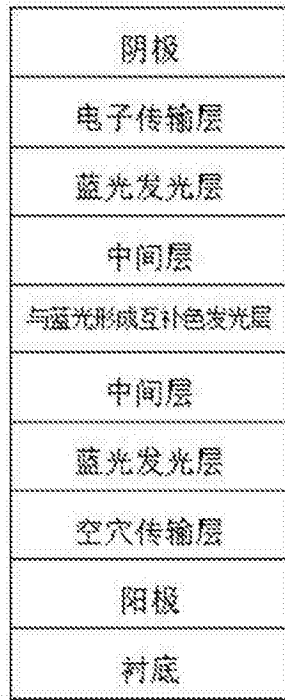 阴极
电子传输层
蓝光发光层
中间层
与蓝光形成互补色发光层
中间层
蓝光发光层
空穴传输层
阳极
衬底